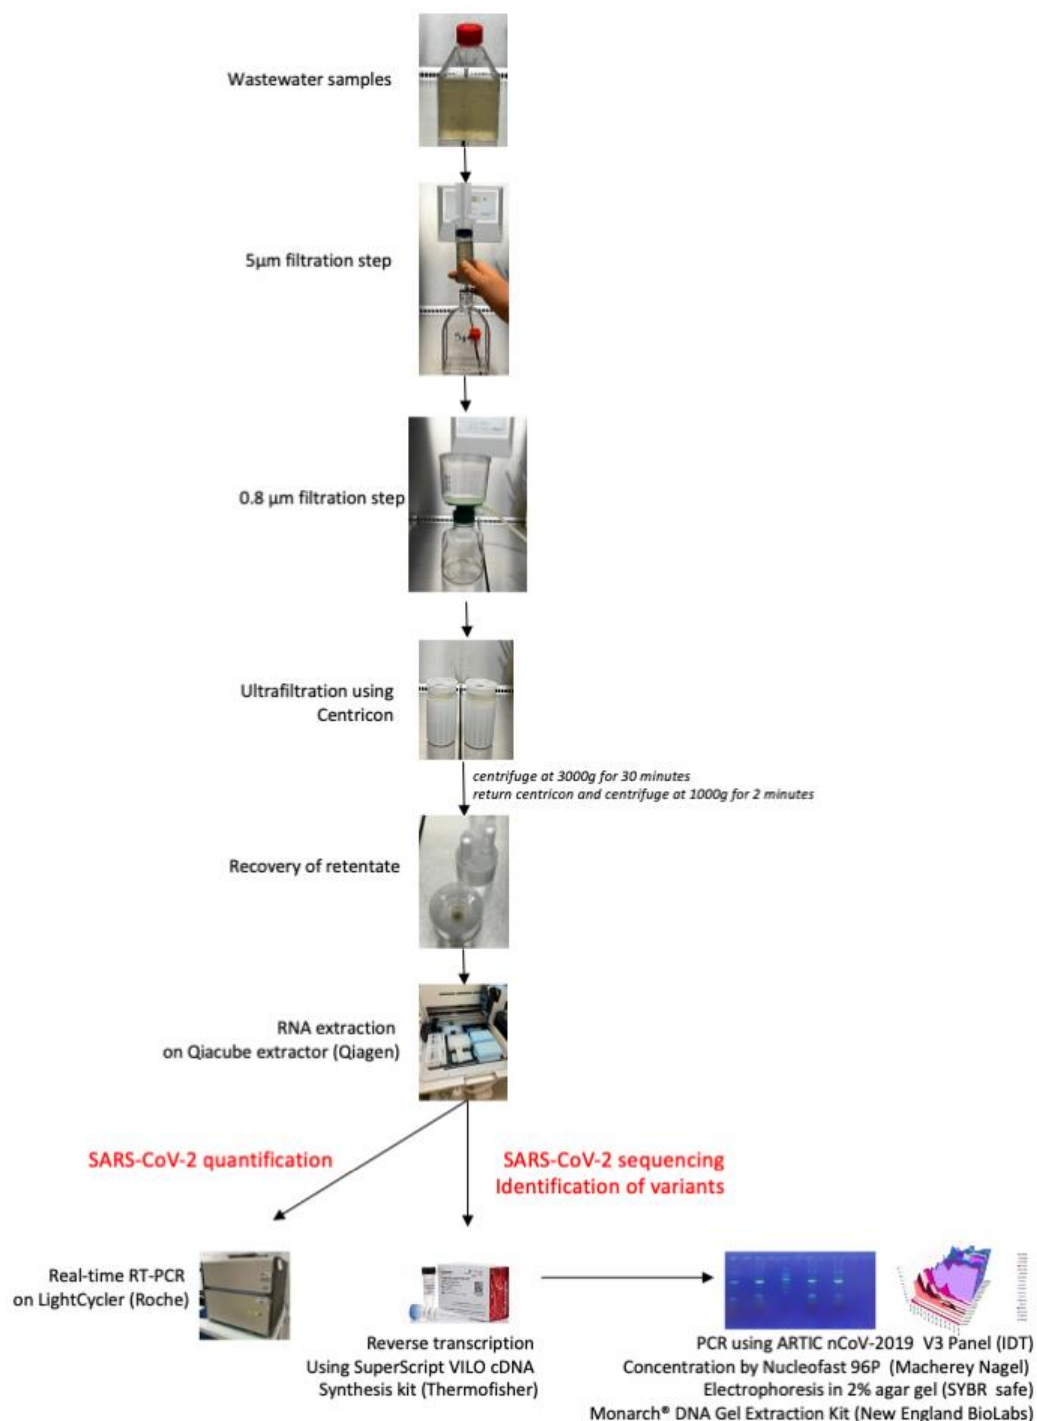 Wastewater samples
5µm filtration step
0.8 µm filtration step
Ultrafiltration using
Centricon
centrifuge at 3000g for 30 minutes
return centricon and centrifuge at 1000g for 2 minutes
Recovery of retentate
RNA extraction
on Qiacube extractor (Qiagen)
SARS-CoV-2 quantification
SARS-CoV-2 sequencing
Identification of variants
Real-time RT-PCR
on LightCycler (Roche)
Reverse transcription
Using SuperScript VILO cDNA
Synthesis kit (Thermofisher)
PCR using ARTIC nCoV-2019 V3 Panel (IDT)
Concentration by Nucleofast 96P (Macherey Nagel)
Electrophoresis in 2% agar gel (SYBR safe)
Monarch® DNA Gel Extraction Kit (New England BioLabs)